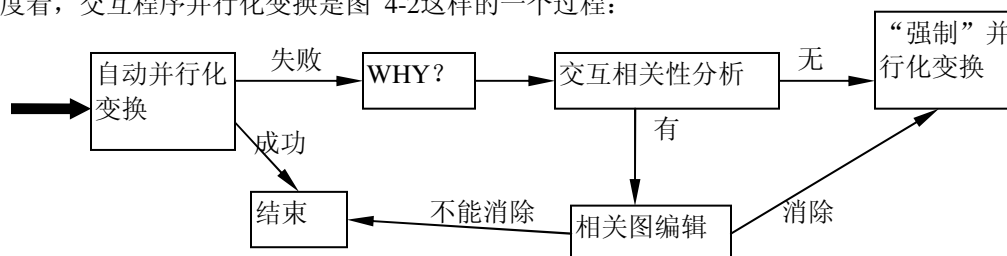 度看，交互程序并行化变换是图 4-2这样的一个过程：
“强制”并
行化变换
自动并行化
变换
失败
WHY？
交互相关性分析
无
成功
有
结束
不能消除
相关图编辑
消除